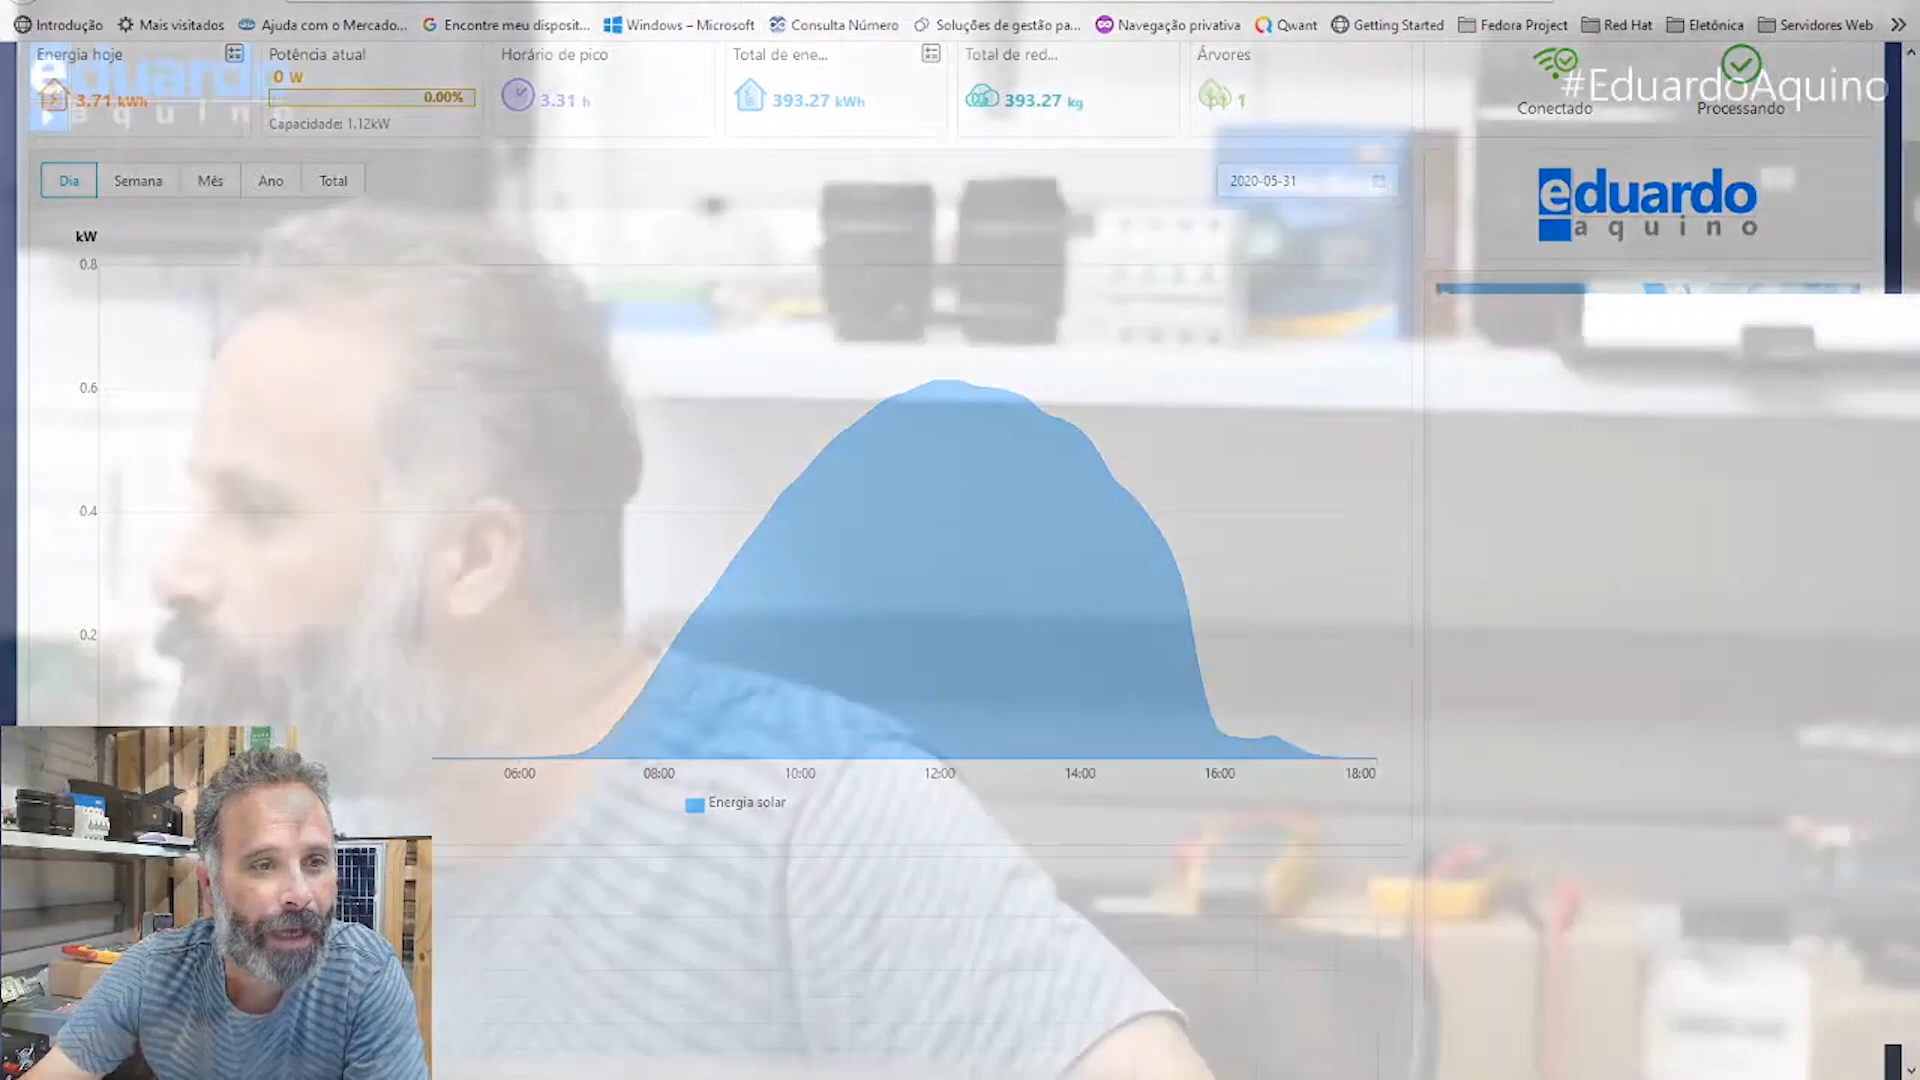 Introdução Mais visitados Ajuda com o Mercado... Encontre meu disposit... Windows – Microsoft Consulta Número Soluções de gestão pa... Navegação privativa Qwant Getting Started Fedora Project Red Hat Eletônica Servidores Web
Energia hoje Potência atual Horário de pico Total de ene... Total de red... Árvores
eduardo
aquino
3.71 kWh
0 W
0.00%
Capacidade: 1.12kW
3.31 h
393.27 kWh
393.27 kg
1
#EduardoAquino
Conectado Processando
Dia Semana Mês Ano Total
2020-05-31
eduardo
aquino
kW
0.8
0.6
0.4
0.2
06:00 08:00 10:00 12:00 14:00 16:00 18:00
Energia solar